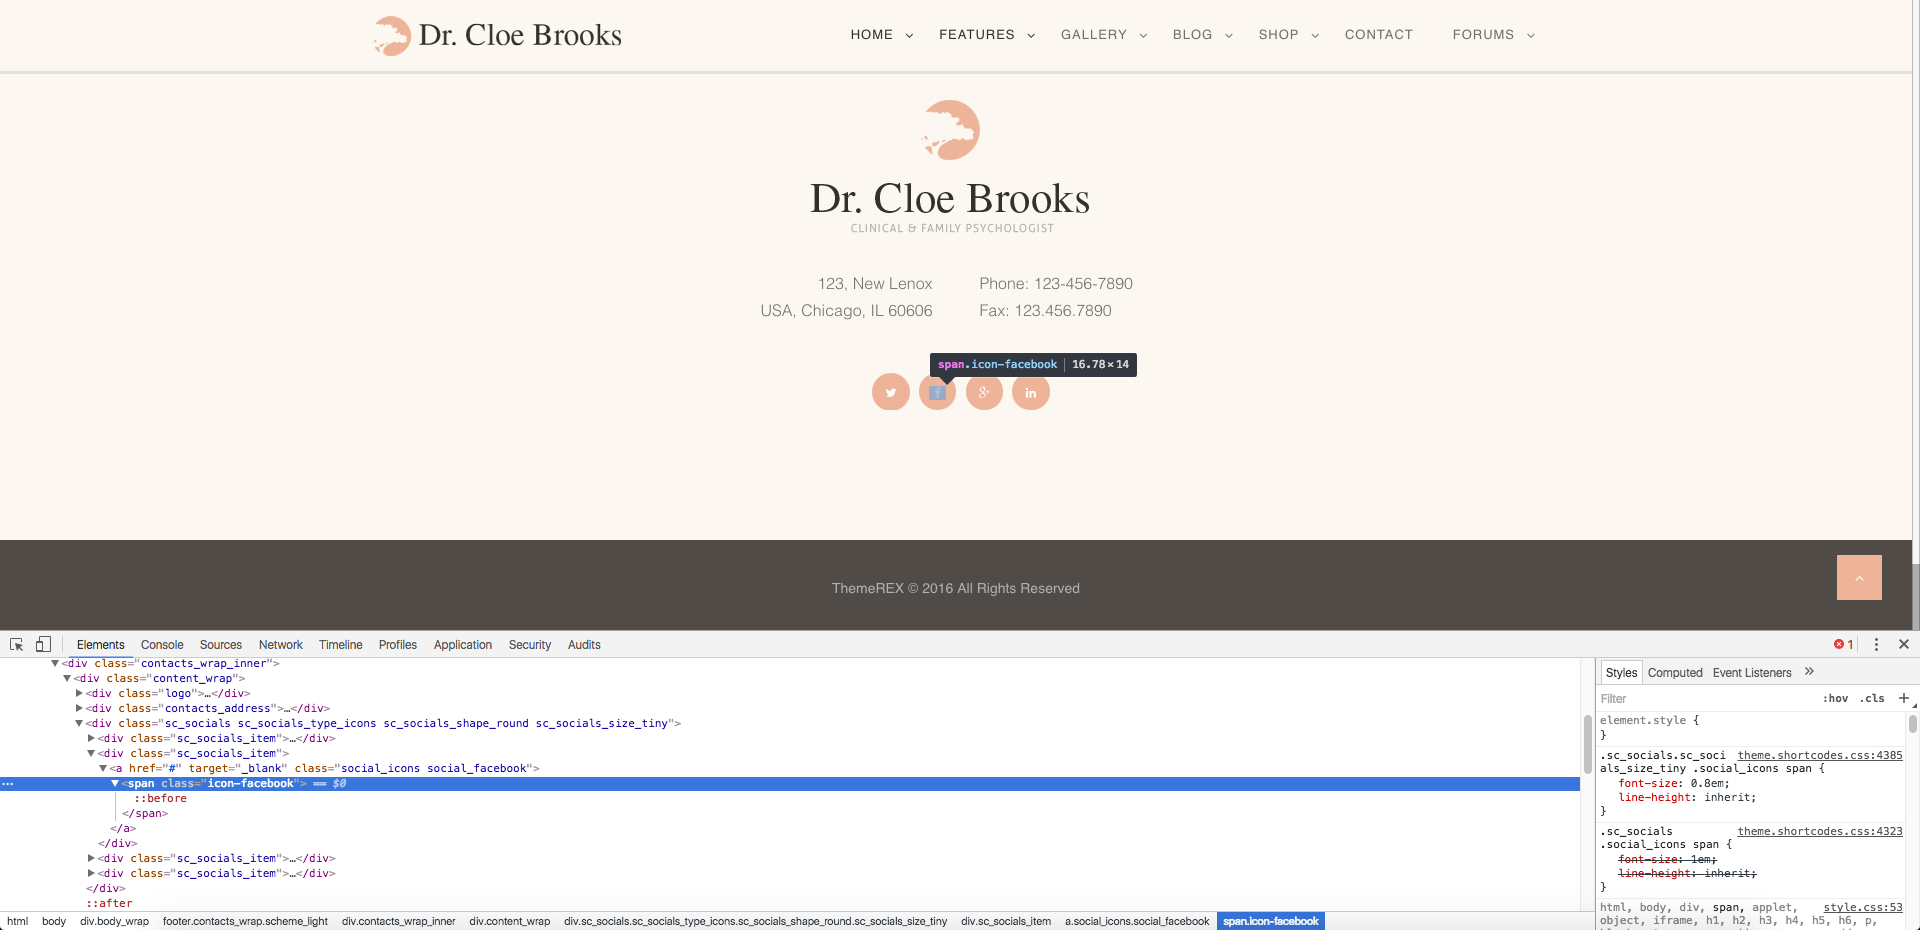 Dr. Cloe Brooks
HOME FEATURES GALLERY BLOG SHOP CONTACT FORUMS
Dr. Cloe Brooks
CLINICAL & FAMILY PSYCHOLOGIST
123, New Lenox
USA, Chicago, IL 60606
Phone: 123-456-7890
Fax: 123.456.7890
span.icon-facebook | 16.78×14
ThemeREX © 2016 All Rights Reserved
Elements Console Sources Network Timeline Profiles Application Security Audits
1
<div class="contacts_wrap_inner">
<div class="content_wrap">
<div class="logo">…</div>
<div class="contacts_address">…</div>
<div class="sc_socials sc_socials_type_icons sc_socials_shape_round sc_socials_size_tiny">
<div class="sc_socials_item">…</div>
<div class="sc_socials_item">
<a href="#" target="_blank" class="social_icons social_facebook">
<span class="icon-facebook"> == $0
::before
</span>
</a>
</div>
<div class="sc_socials_item">…</div>
<div class="sc_socials_item">…</div>
</div>
::after
html body div.body_wrap footer.contacts_wrap.scheme_light div.contacts_wrap_inner div.content_wrap div.sc_socials.sc_socials_type_icons.sc_socials_shape_round.sc_socials_size_tiny div.sc_socials_item a.social_icons.social_facebook span.icon-facebook
Styles Computed Event Listeners »
Filter :hov .cls +
element.style {
}
.sc_socials.sc_soci theme.shortcodes.css:4385
als_size_tiny .social_icons span {
font-size: 0.8em;
line-height: inherit;
}
.sc_socials theme.shortcodes.css:4323
.social_icons span {
font-size: 1em;
line-height: inherit;
}
html, body, div, span, applet, style.css:53
object, iframe, h1, h2, h3, h4, h5, h6, p,